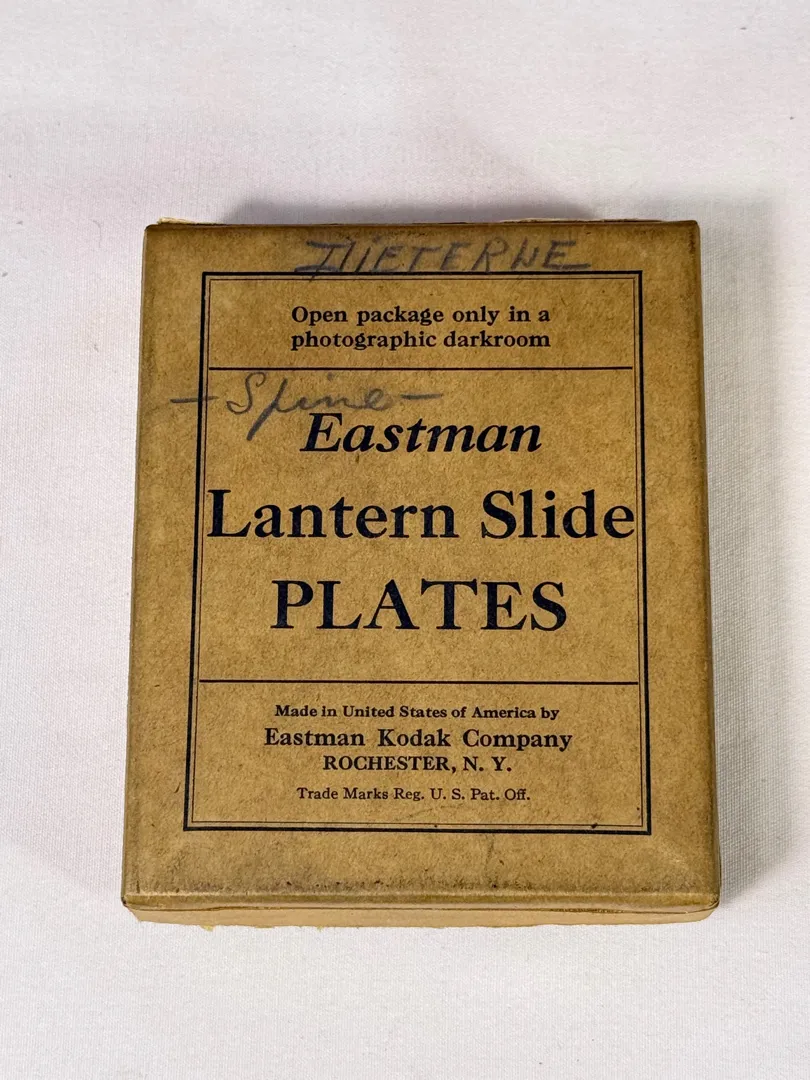 DIETERLE
Open package only in a
photographic darkroom
- Spine -
Eastman
Lantern Slide
PLATES
Made in United States of America by
Eastman Kodak Company
ROCHESTER, N. Y.
Trade Marks Reg. U. S. Pat. Off.